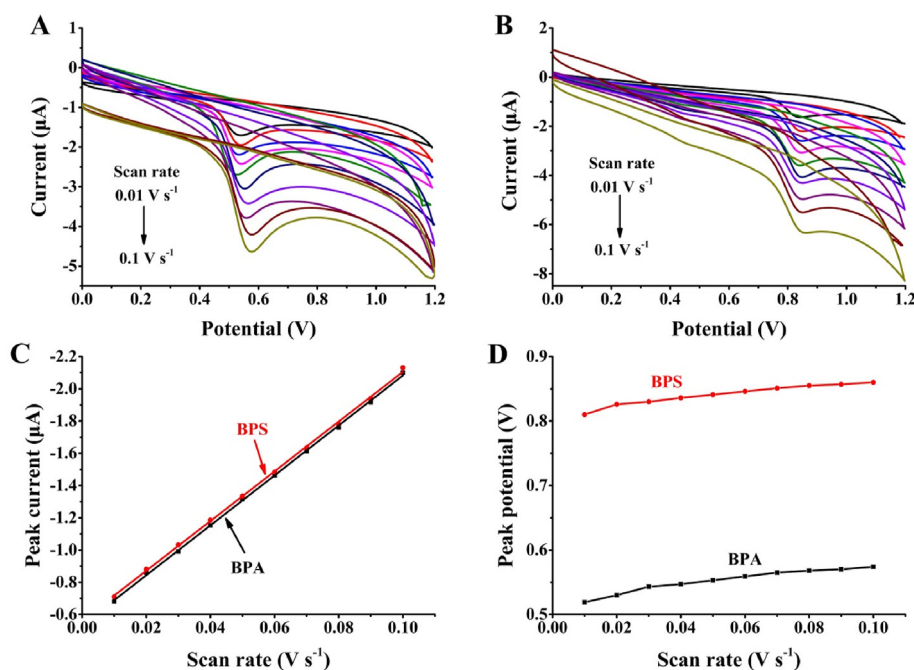 A
1
0
-1
-2
-3
-4
-5
Current (μA)
Scan rate
0.01 V s⁻¹
0.1 V s⁻¹
0.0 0.2 0.4 0.6 0.8 1.0 1.2
Potential (V)
B
2
0
-2
-4
-6
-8
Current (μA)
Scan rate
0.01 V s⁻¹
0.1 V s⁻¹
0.0 0.2 0.4 0.6 0.8 1.0 1.2
Potential (V)
C
-2.2
-2.0
-1.8
-1.6
-1.4
-1.2
-1.0
-0.8
-0.6
Peak current (μA)
BPS
BPA
0.00 0.02 0.04 0.06 0.08 0.10
Scan rate (V s⁻¹)
D
0.9
0.8
0.7
0.6
0.5
Peak potential (V)
BPS
BPA
0.00 0.02 0.04 0.06 0.08 0.10
Scan rate (V s⁻¹)